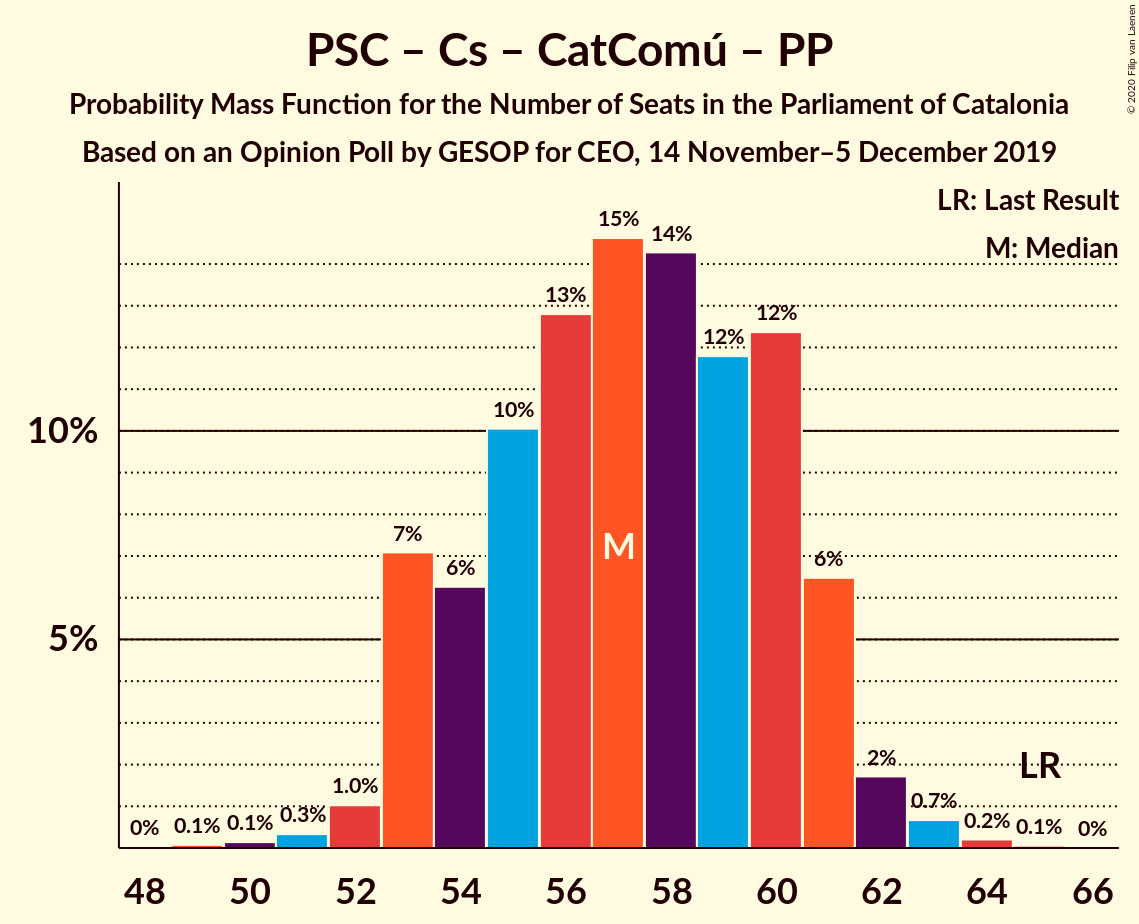 PSC – Cs – CatComú – PP
Probability Mass Function for the Number of Seats in the Parliament of Catalonia
Based on an Opinion Poll by GESOP for CEO, 14 November–5 December 2019
© 2020 Filip van Laenen
LR: Last Result
M: Median
15%
14%
13%
12%
12%
10%
10%
7%
6%
6%
M
5%
2%
LR
1.0%
0.7%
0.3%
0% 0.1% 0.1%
0.2% 0.1% 0%
48 50 52 54 56 58 60 62 64 66